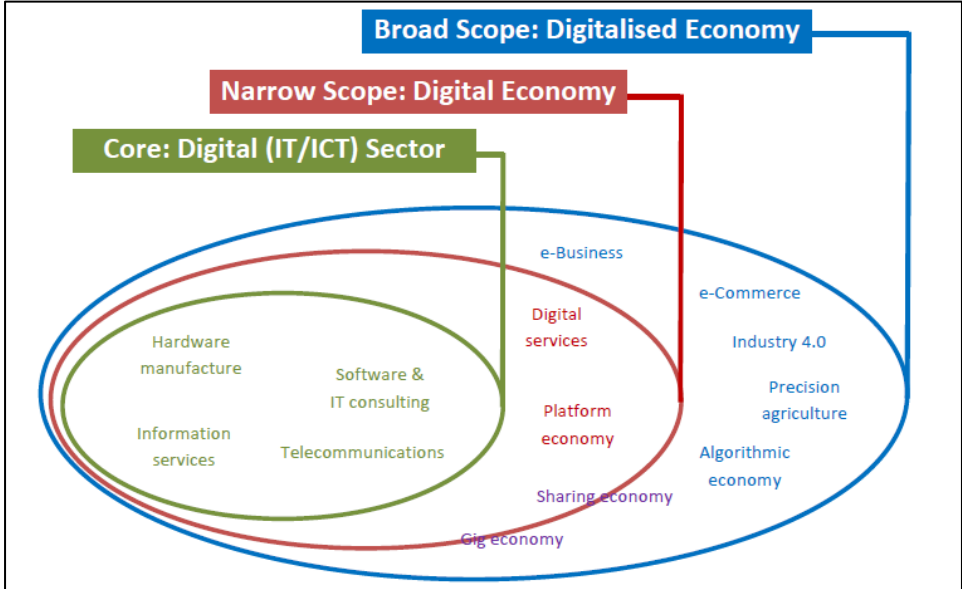 Broad Scope: Digitalised Economy
Narrow Scope: Digital Economy
Core: Digital (IT/ICT) Sector
e-Business
e-Commerce
Digital
services
Industry 4.0
Hardware
manufacture
Software &
IT consulting
Precision
agriculture
Platform
economy
Information
services
Telecommunications
Algorithmic
economy
Sharing economy
Gig economy